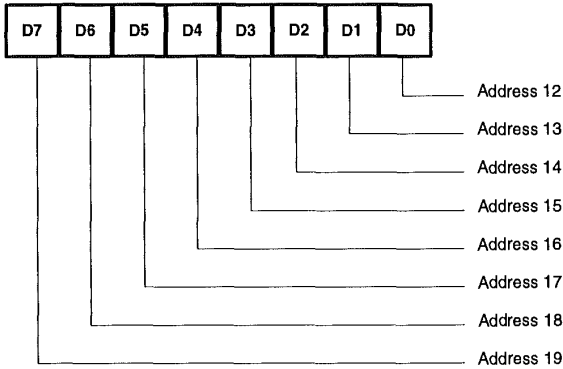 D7 D6 D5 D4 D3 D2 D1 D0
Address 12
Address 13
Address 14
Address 15
Address 16
Address 17
Address 18
Address 19